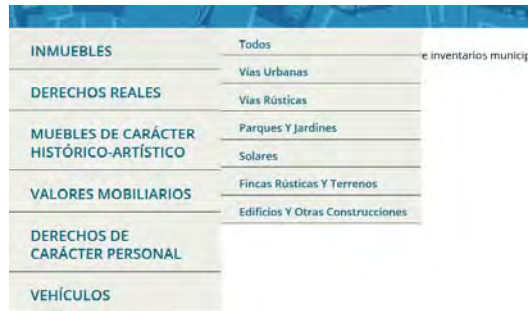 INMUEBLES
DERECHOS REALES
MUEBLES DE CARÁCTER
HISTÓRICO-ARTÍSTICO
VALORES MOBILIARIOS
DERECHOS DE
CARÁCTER PERSONAL
VEHÍCULOS
Todos
Vías Urbanas
Vías Rústicas
Parques Y Jardines
Solares
Fincas Rústicas Y Terrenos
Edificios Y Otras Construcciones
e inventarios municip